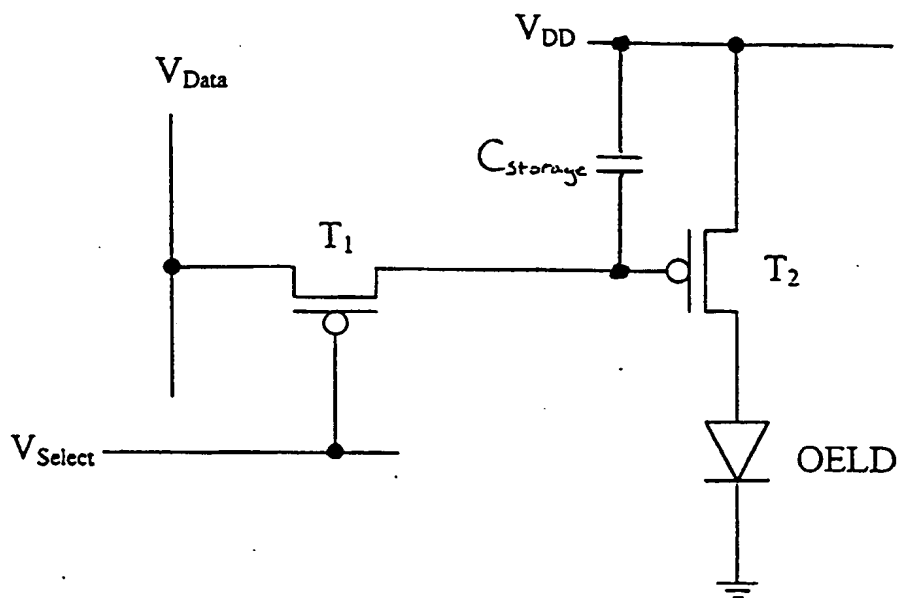 V_DD
V_Data
C_storage
T_1
T_2
V_Select
OELD